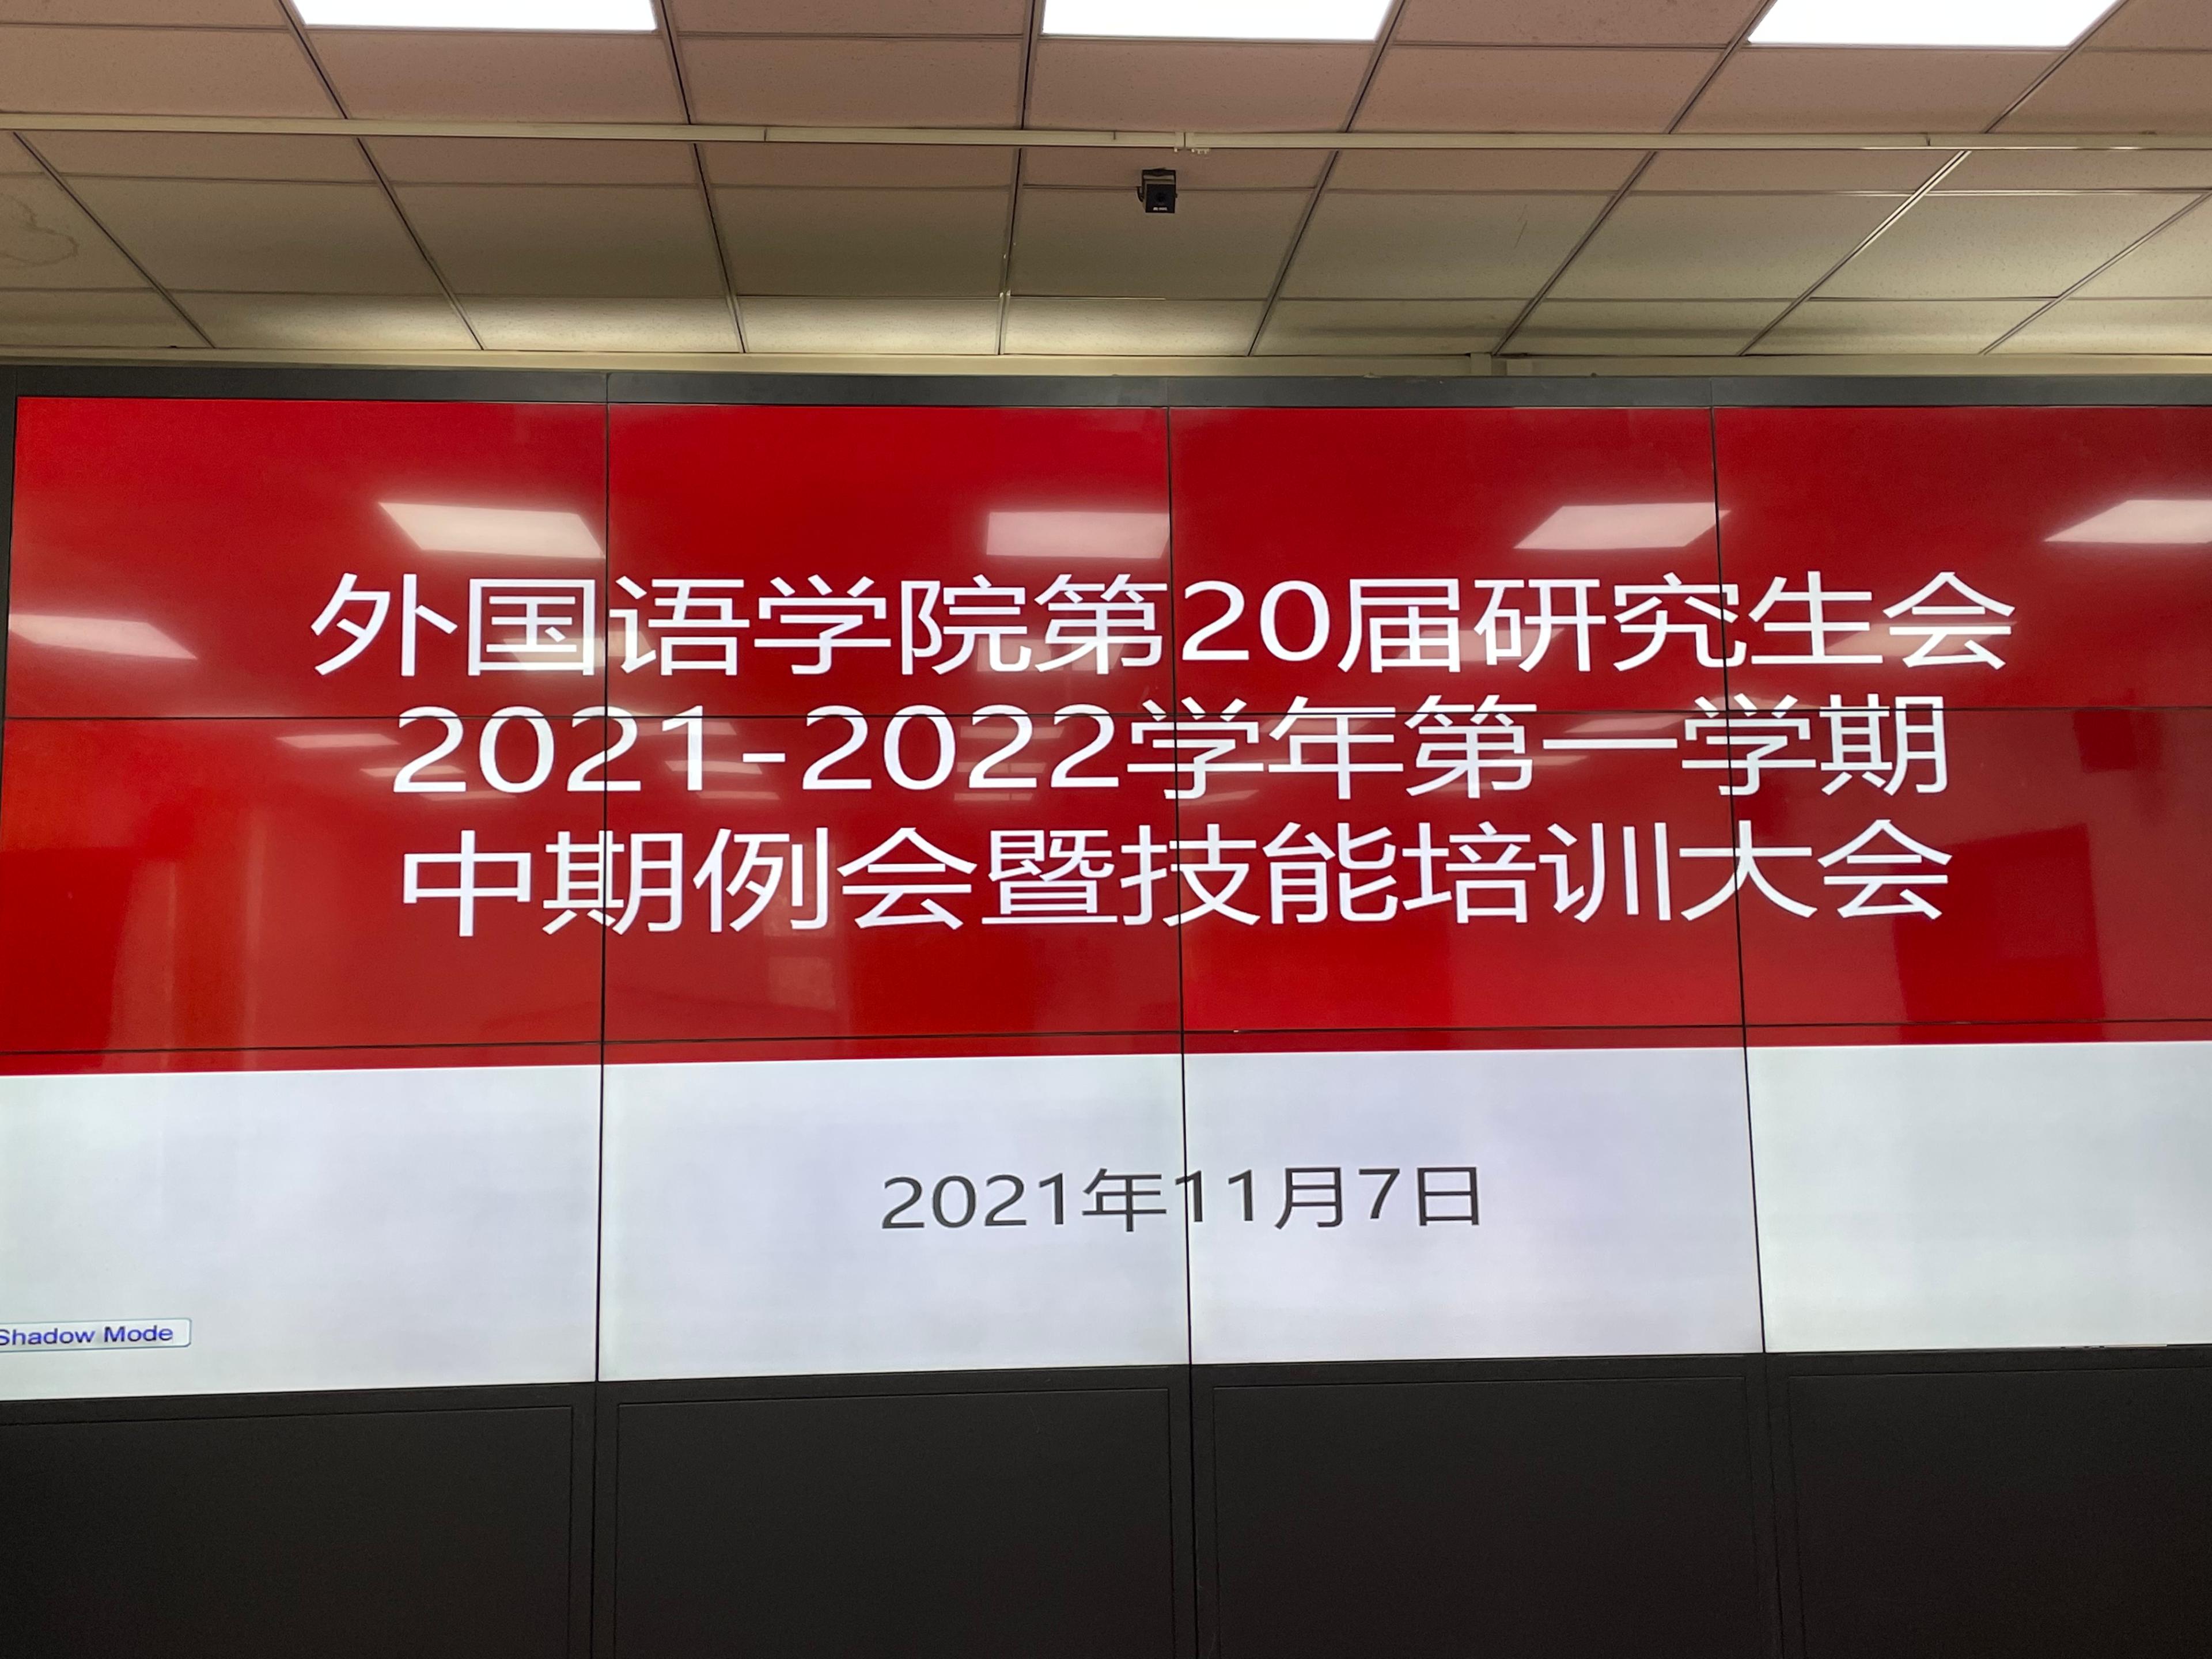 外国语学院第20届研究生会
2021-2022学年第一学期
中期例会暨技能培训大会
2021年11月7日
Shadow Mode